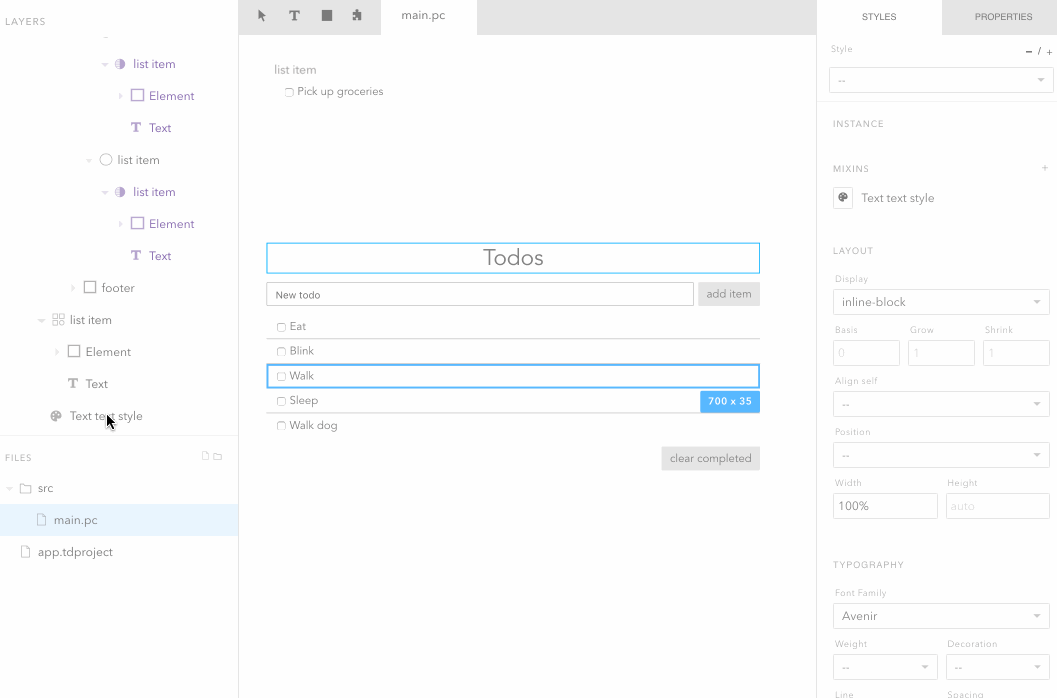 LAYERS
list item
Element
Text
list item
list item
Element
Text
footer
list item
Element
Text
Text text style
FILES
src
main.pc
app.tdproject
T
main.pc
list item
Pick up groceries
Todos
New todo
add item
Eat
Blink
Walk
Sleep
700 x 35
Walk dog
clear completed
STYLES
PROPERTIES
Style
- / +
--
INSTANCE
MIXINS
+
Text text style
LAYOUT
Display
inline-block
Basis Grow Shrink
0 1 1
Align self
--
Position
--
Width Height
100% auto
TYPOGRAPHY
Font Family
Avenir
Weight Decoration
-- --
Line Spacing